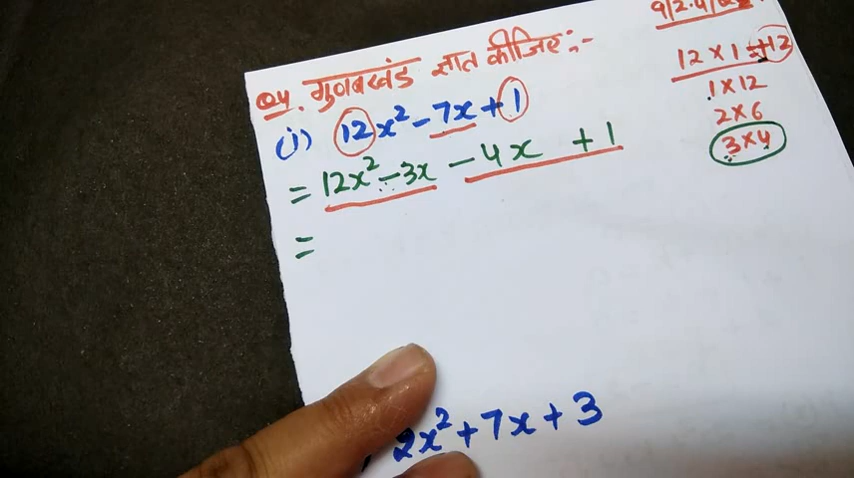 Q4. गुणनखंड ज्ञात कीजिए:-
(i) 12x² - 7x + 1
= 12x² - 3x - 4x + 1
=
2x² + 7x + 3
12 × 1 = +12
1 × 12
2 × 6
3 × 4